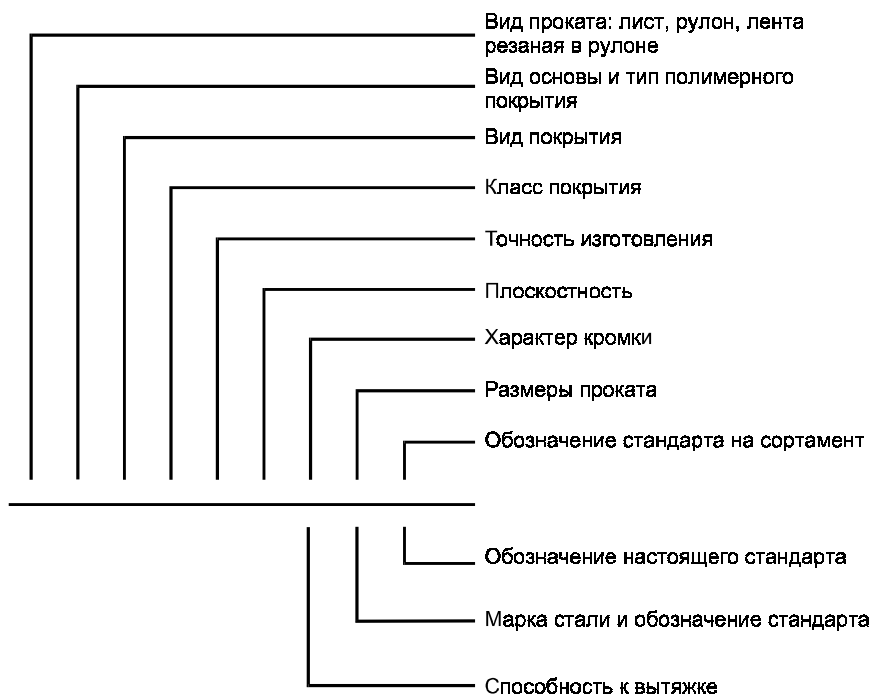 Вид проката: лист, рулон, лента
резаная в рулоне
Вид основы и тип полимерного
покрытия
Вид покрытия
Класс покрытия
Точность изготовления
Плоскостность
Характер кромки
Размеры проката
Обозначение стандарта на сортамент
Обозначение настоящего стандарта
Марка стали и обозначение стандарта
Способность к вытяжке